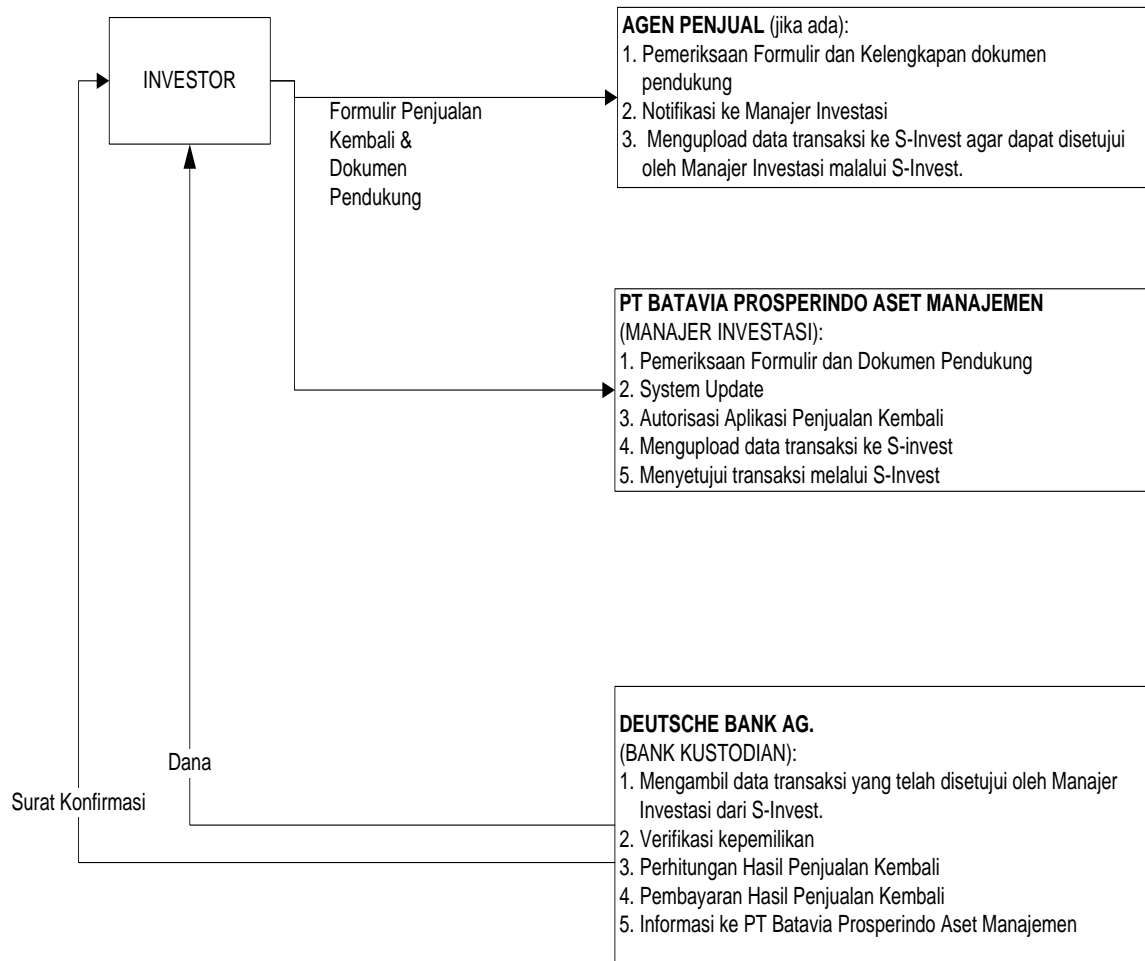 INVESTOR
Formulir Penjualan
Kembali &
Dokumen
Pendukung
AGEN PENJUAL (jika ada):
1. Pemeriksaan Formulir dan Kelengkapan dokumen
pendukung
2. Notifikasi ke Manajer Investasi
3. Mengupload data transaksi ke S-Invest agar dapat disetujui
oleh Manajer Investasi malalui S-Invest.
PT BATAVIA PROSPERINDO ASET MANAJEMEN
(MANAJER INVESTASI):
1. Pemeriksaan Formulir dan Dokumen Pendukung
2. System Update
3. Autorisasi Aplikasi Penjualan Kembali
4. Mengupload data transaksi ke S-invest
5. Menyetujui transaksi melalui S-Invest
Dana
Surat Konfirmasi
DEUTSCHE BANK AG.
(BANK KUSTODIAN):
1. Mengambil data transaksi yang telah disetujui oleh Manajer
Investasi dari S-Invest.
2. Verifikasi kepemilikan
3. Perhitungan Hasil Penjualan Kembali
4. Pembayaran Hasil Penjualan Kembali
5. Informasi ke PT Batavia Prosperindo Aset Manajemen